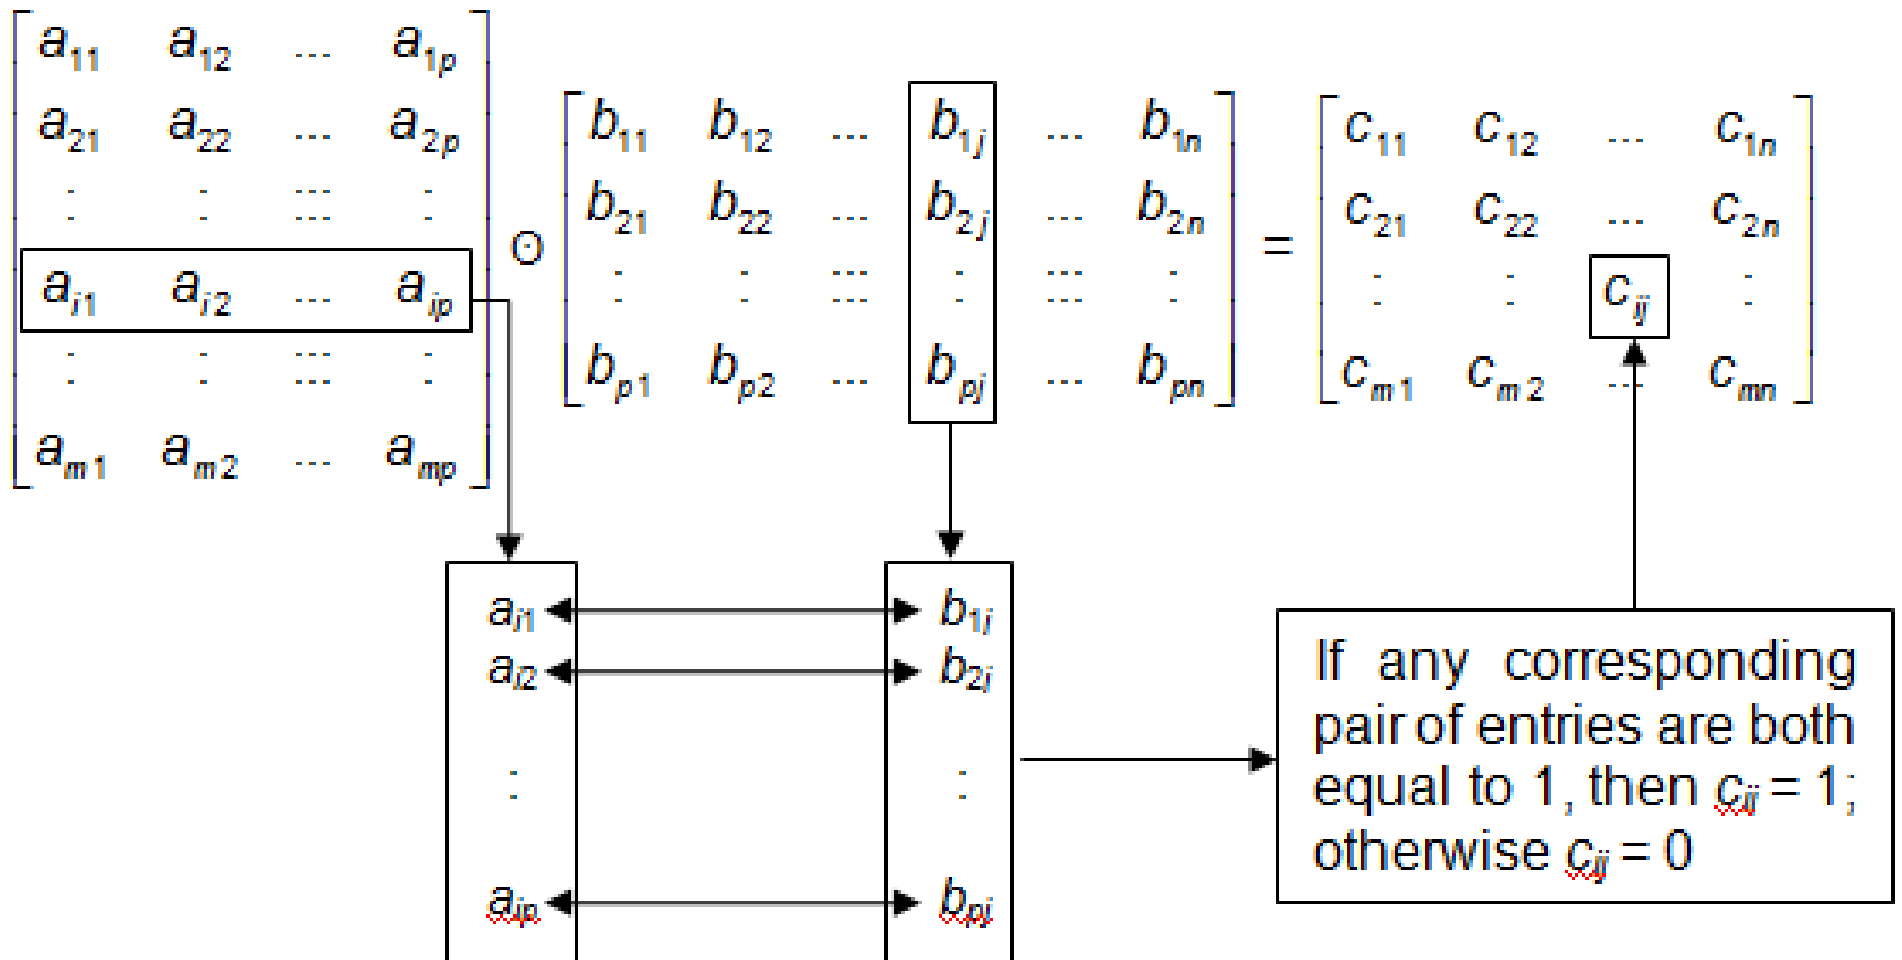 a11 a12 ... a1p
a21 a22 ... a2p
: : ... :
ai1 ai2 ... aip
: : ... :
am1 am2 ... amp
⊙
b11 b12 ... b1j ... b1n
b21 b22 ... b2j ... b2n
: : ... : ... :
bp1 bp2 ... bpj ... bpn
=
c11 c12 ... c1n
c21 c22 ... c2n
: : cij :
cm1 cm2 ... cmn
ai1 b1j
ai2 b2j
: :
aip bpj
If any corresponding
pair of entries are both
equal to 1, then cij = 1;
otherwise cij = 0